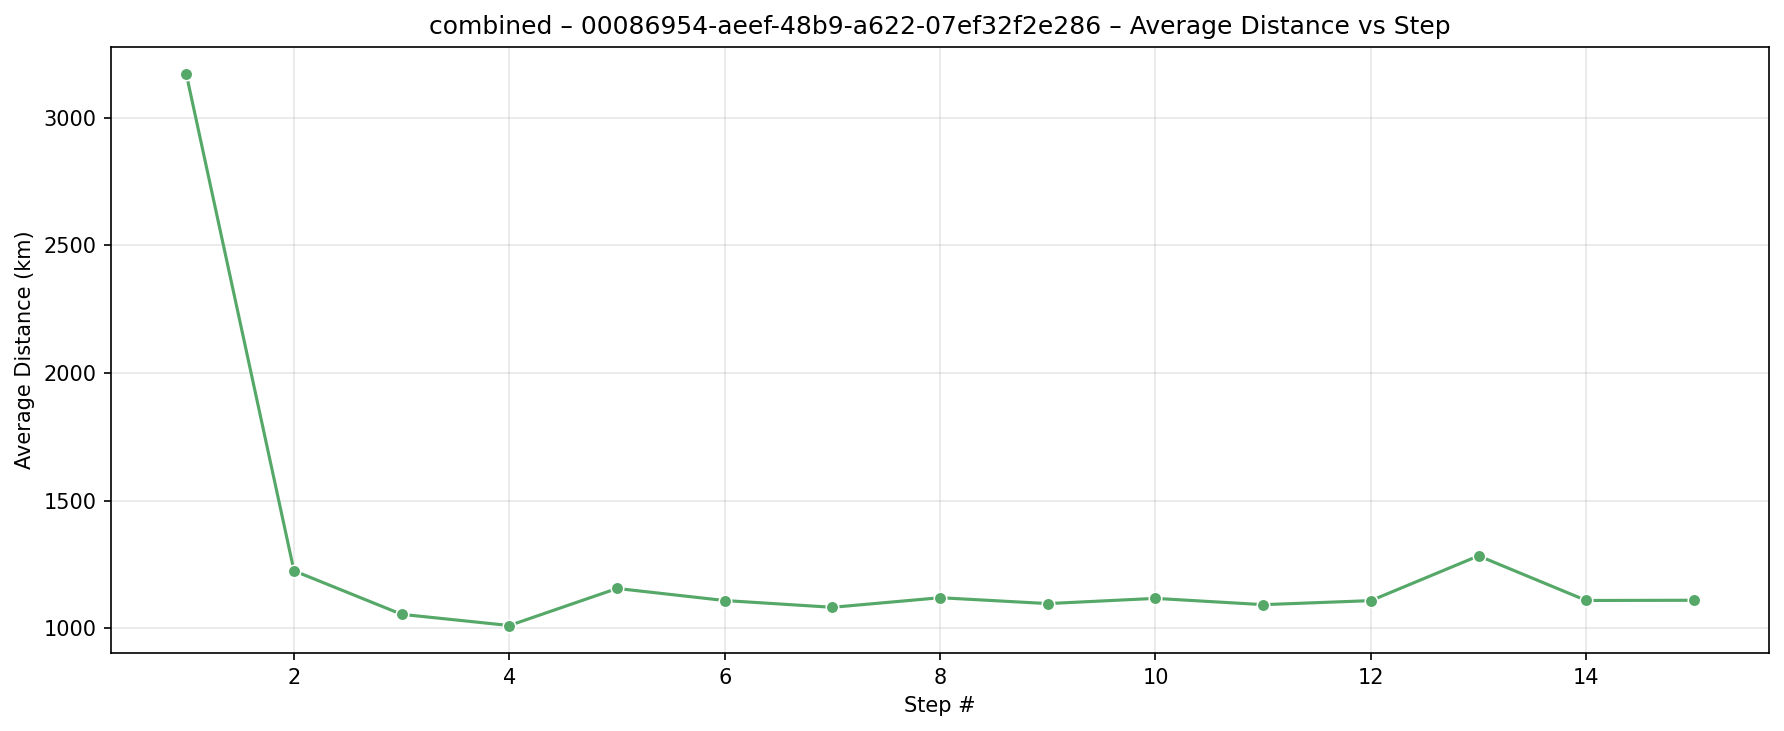 combined – 00086954-aeef-48b9-a622-07ef32f2e286 – Average Distance vs Step
Average Distance (km)
3000
2500
2000
1500
1000
2 4 6 8 10 12 14
Step #